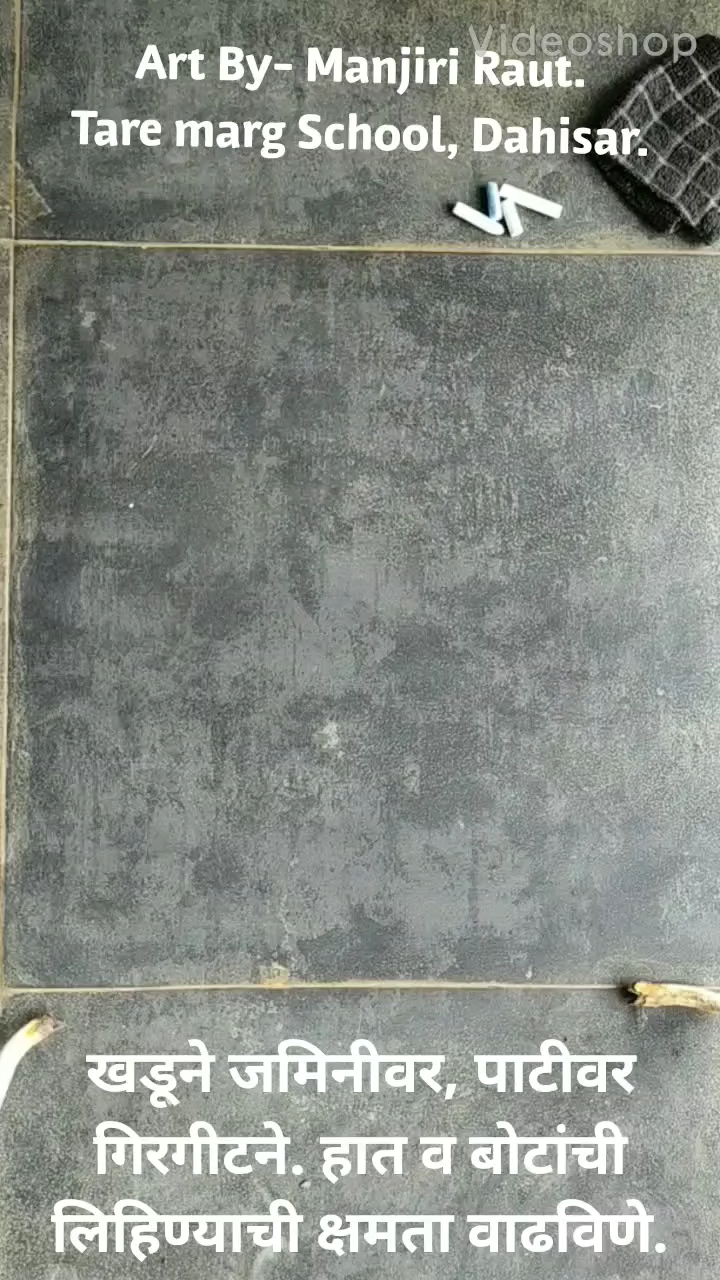 Videoshop
Art By- Manjiri Raut.
Tare marg School, Dahisar.
खडूने जमिनीवर, पाटीवर
गिरगीटने. हात व बोटांची
लिहिण्याची क्षमता वाढविणे.